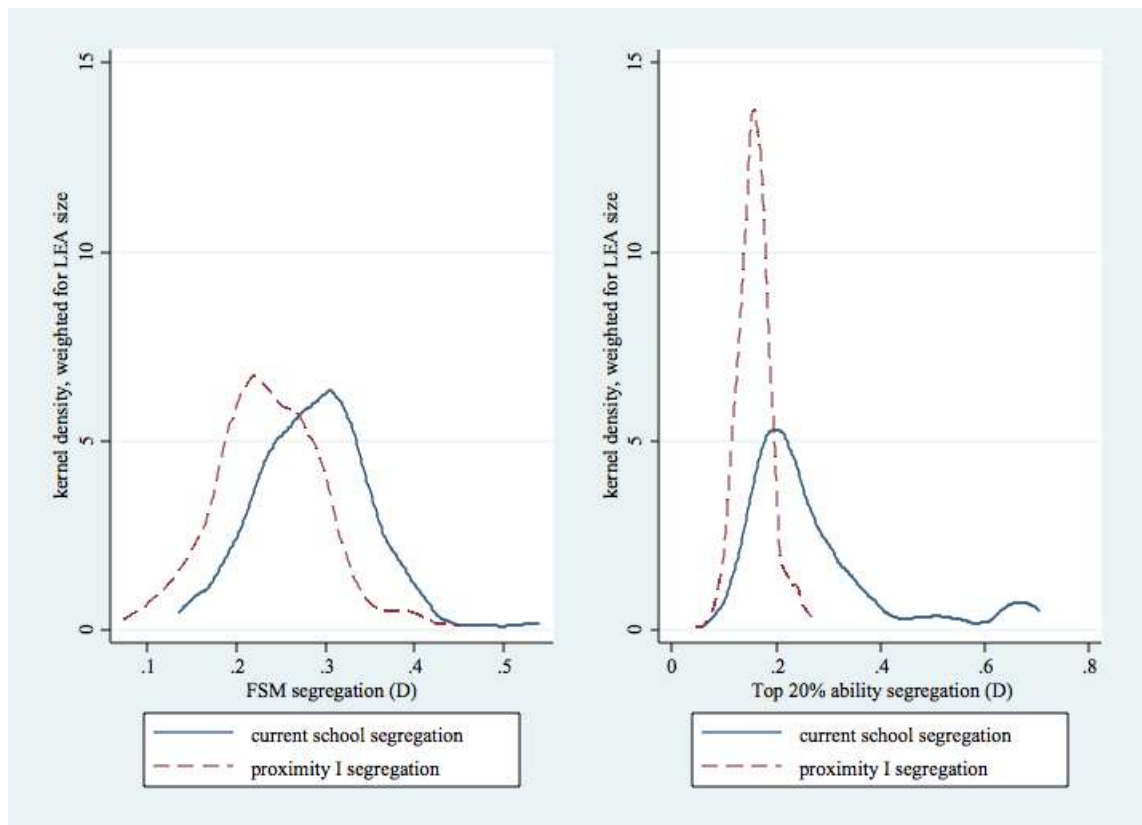 kernel density, weighted for LEA size
15
10
5
0
.1 .2 .3 .4 .5
FSM segregation (D)
current school segregation
proximity I segregation
kernel density, weighted for LEA size
15
10
5
0
0 .2 .4 .6 .8
Top 20% ability segregation (D)
current school segregation
proximity I segregation